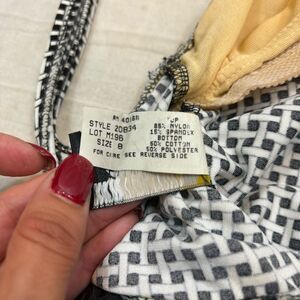 RN 40188
STYLE 20834
LOT M196
SIZE 8
TOP
85% NYLON
15% SPANDEX
BOTTOM
50% COTTON
50% POLYESTER
FOR CARE SEE REVERSE SIDE